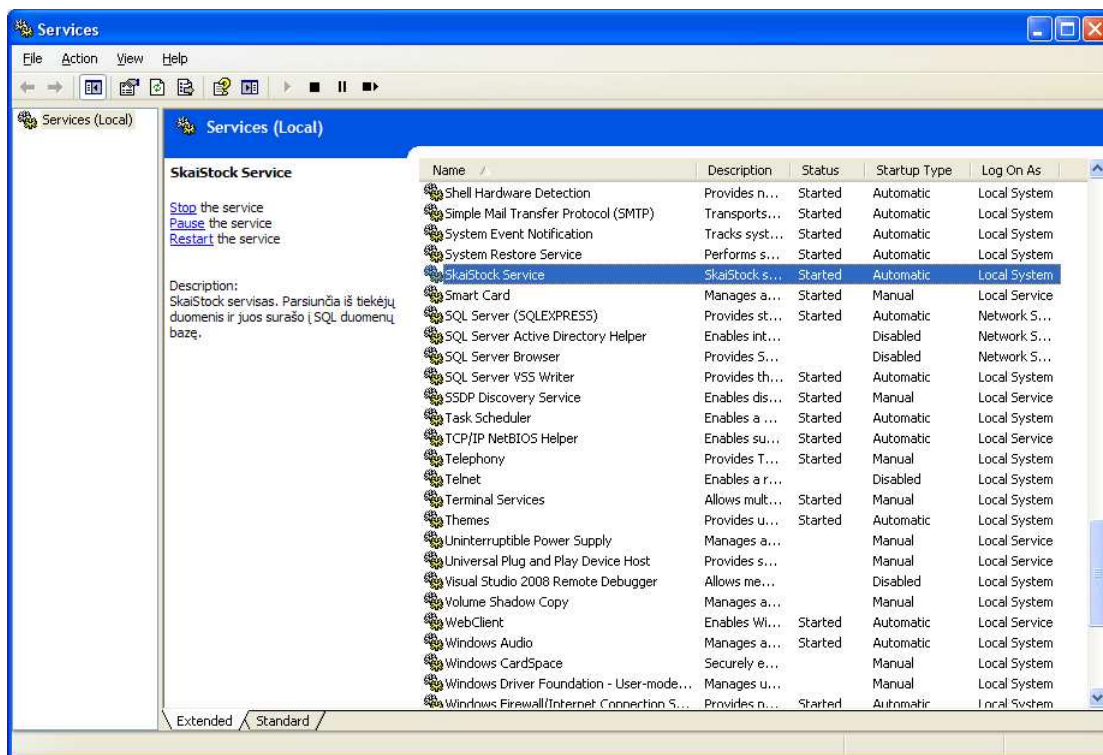 Services
File Action View Help
Services (Local)
Services (Local)
SkaiStock Service
Stop the service
Pause the service
Restart the service
Description:
SkaiStock servisas. Parsiunčia iš tiekėjų
duomenis ir juos surašo į SQL duomenų
bazę.
Name Description Status Startup Type Log On As
Shell Hardware Detection Provides n... Started Automatic Local System
Simple Mail Transfer Protocol (SMTP) Transports... Started Automatic Local System
System Event Notification Tracks syst... Started Automatic Local System
System Restore Service Performs s... Started Automatic Local System
SkaiStock Service SkaiStock s... Started Automatic Local System
Smart Card Manages a... Started Manual Local Service
SQL Server (SQLEXPRESS) Provides st... Started Automatic Network S...
SQL Server Active Directory Helper Enables int... Disabled Network S...
SQL Server Browser Provides S... Disabled Network S...
SQL Server VSS Writer Provides th... Started Automatic Local System
SSDP Discovery Service Enables dis... Started Manual Local Service
Task Scheduler Enables a ... Started Automatic Local System
TCP/IP NetBIOS Helper Enables su... Started Automatic Local Service
Telephony Provides T... Started Manual Local System
Telnet Enables a r... Disabled Local System
Terminal Services Allows mult... Started Manual Local System
Themes Provides u... Started Automatic Local System
Uninterruptible Power Supply Manages a... Manual Local Service
Universal Plug and Play Device Host Provides s... Manual Local Service
Visual Studio 2008 Remote Debugger Allows me... Disabled Local System
Volume Shadow Copy Manages a... Manual Local System
WebClient Enables Wi... Started Automatic Local Service
Windows Audio Manages a... Started Automatic Local System
Windows CardSpace Securely e... Manual Local System
Windows Driver Foundation - User-mode... Manages u... Manual Local System
Windows Firewall/Internet Connection S... Provides n... Started Automatic Local System
Extended Standard